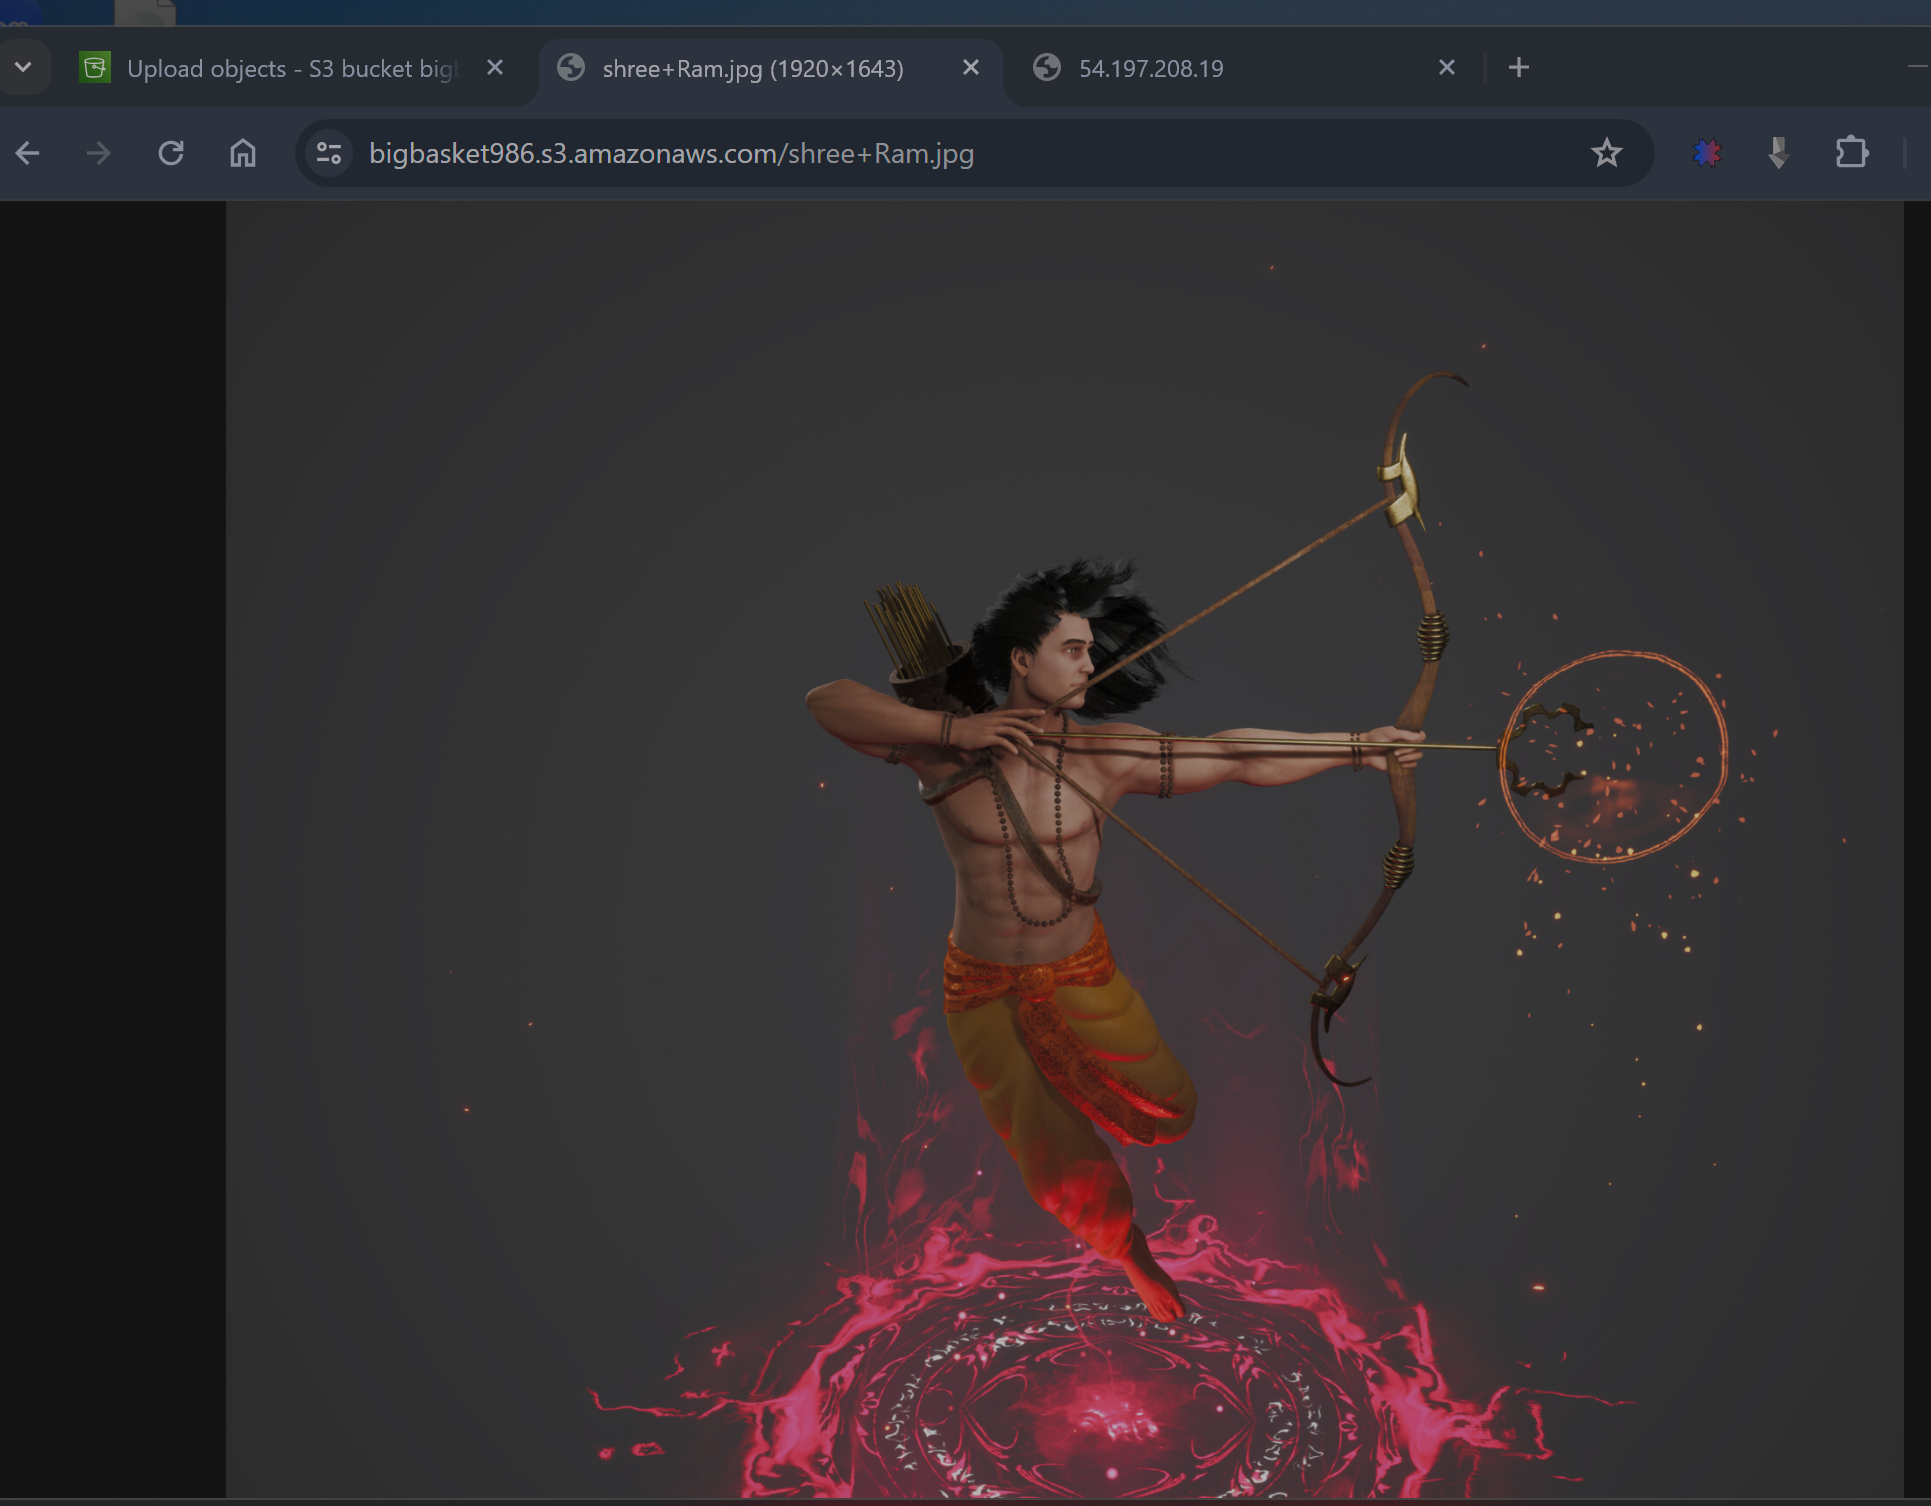 Upload objects - S3 bucket big
shree+Ram.jpg (1920×1643)
54.197.208.19
bigbasket986.s3.amazonaws.com/shree+Ram.jpg